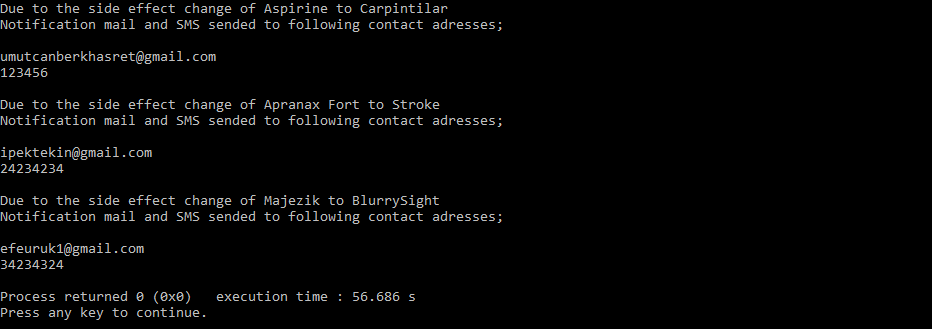 Due to the side effect change of Aspirine to Carpintilar
Notification mail and SMS sended to following contact adresses;
umutcanberkhasret@gmail.com
123456
Due to the side effect change of Apranax Fort to Stroke
Notification mail and SMS sended to following contact adresses;
ipektekin@gmail.com
24234234
Due to the side effect change of Majezik to BlurrySight
Notification mail and SMS sended to following contact adresses;
efeuruk1@gmail.com
34234324
Process returned 0 (0x0)   execution time : 56.686 s
Press any key to continue.